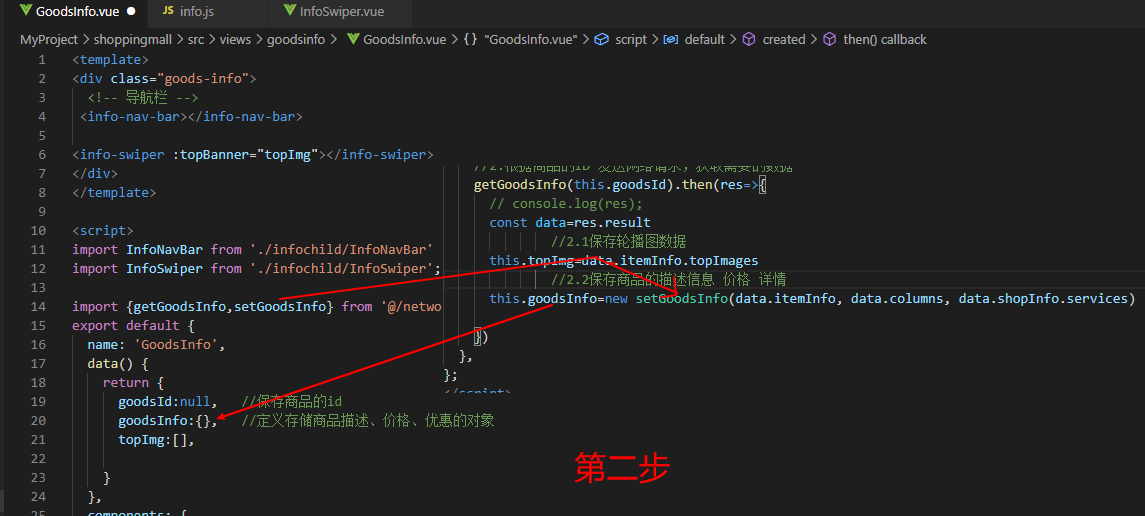 GoodsInfo.vue
JS info.js
InfoSwiper.vue
MyProject > shoppingmall > src > views > goodsinfo > GoodsInfo.vue > {} "GoodsInfo.vue" > script > default > created > then() callback
1 <template>
2 <div class="goods-info">
3 <!-- 导航栏 -->
4 <info-nav-bar></info-nav-bar>
5
6 <info-swiper :topBanner="topImg"></info-swiper>
7 </div>
8 </template>
9
10 <script>
11 import InfoNavBar from './infochild/InfoNavBar'
12 import InfoSwiper from './infochild/InfoSwiper';
13
14 import {getGoodsInfo,setGoodsInfo} from '@/netwo
15 export default {
16 name: 'GoodsInfo',
17 data() {
18 return {
19 goodsId:null, //保存商品的id
20 goodsInfo:{}, //定义存储商品描述、价格、优惠的对象
21 topImg:[],
22
23 }
24 },
25 components: {
//2.根据商品的ID 发送网络请求，获取需要的数据
getGoodsInfo(this.goodsId).then(res=>{
// console.log(res);
const data=res.result
//2.1保存轮播图数据
this.topImg=data.itemInfo.topImages
//2.2保存商品的描述信息 价格 详情
this.goodsInfo=new setGoodsInfo(data.itemInfo, data.columns, data.shopInfo.services)
})
},
};
</script>
第二步